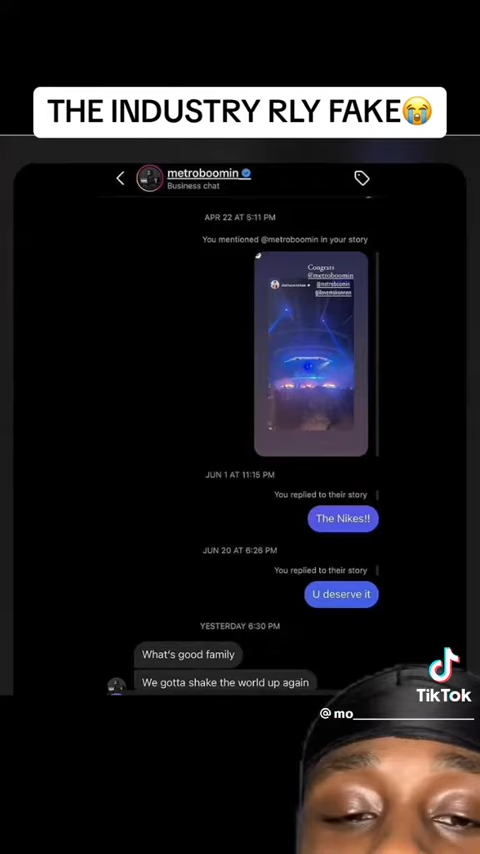 THE INDUSTRY RLY FAKE😭
metroboomin
Business chat
APR 22 AT 5:11 PM
You mentioned @metroboomin in your story
Congrats
@metroboomin
@metroboomin
@ilovemakonnen
JUN 1 AT 11:15 PM
You replied to their story
The Nikes!!
JUN 20 AT 6:26 PM
You replied to their story
U deserve it
YESTERDAY 6:30 PM
What's good family
We gotta shake the world up again
TikTok
@mo_______________